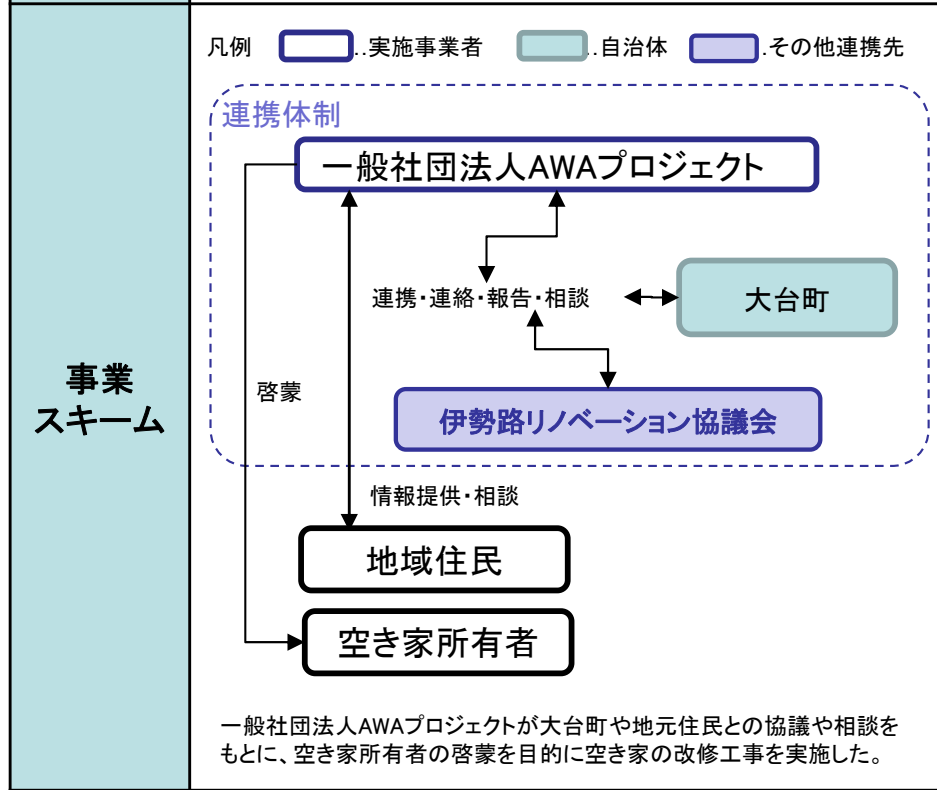 凡例 ‥実施事業者 ‥自治体 ‥その他連携先
連携体制
一般社団法人AWAプロジェクト
連携・連絡・報告・相談
大台町
事業
スキーム
啓蒙
伊勢路リノベーション協議会
情報提供・相談
地域住民
空き家所有者
一般社団法人AWAプロジェクトが大台町や地元住民との協議や相談を
もとに、空き家所有者の啓蒙を目的に空き家の改修工事を実施した。